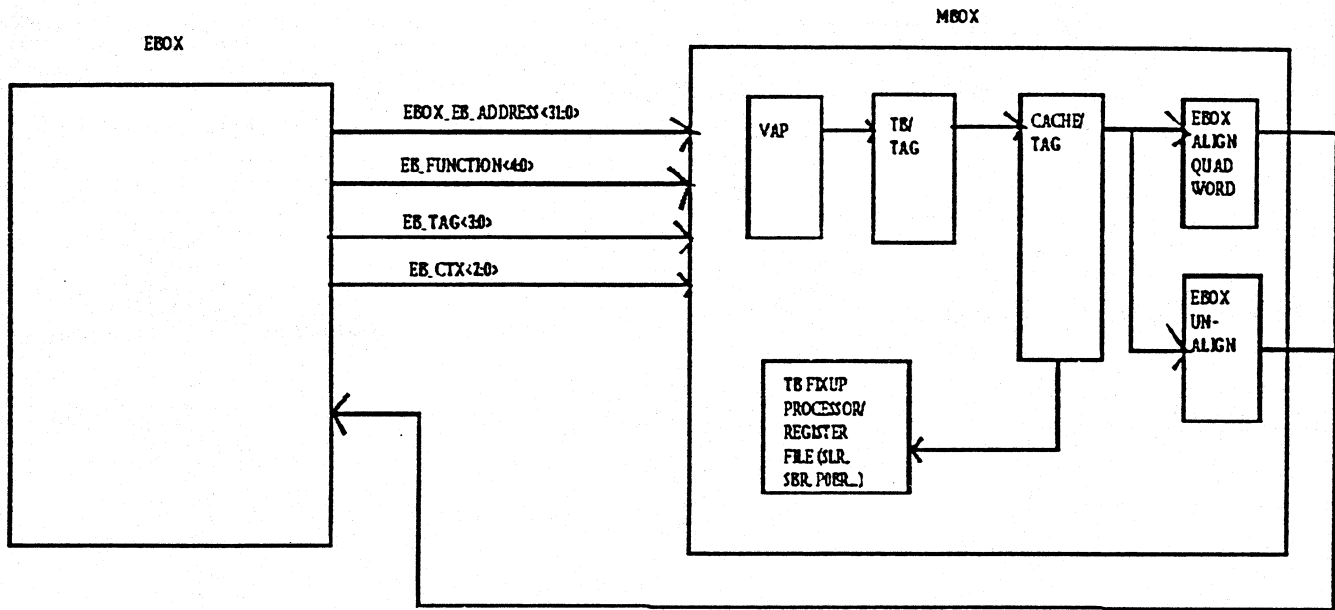 MBOX
EBOX
EBOX_EB_ADDRESS<31:0>
EB_FUNCTION<4:0>
EB_TAG<3:0>
EB_CTX<2:0>
VAP
TB/
TAG
CACHE/
TAG
EBOX
ALIGN
QUAD
WORD
EBOX
UN-
ALIGN
TB FIXUP
PROCESSOR/
REGISTER
FILE (SLR,
SBR, P0BR_)